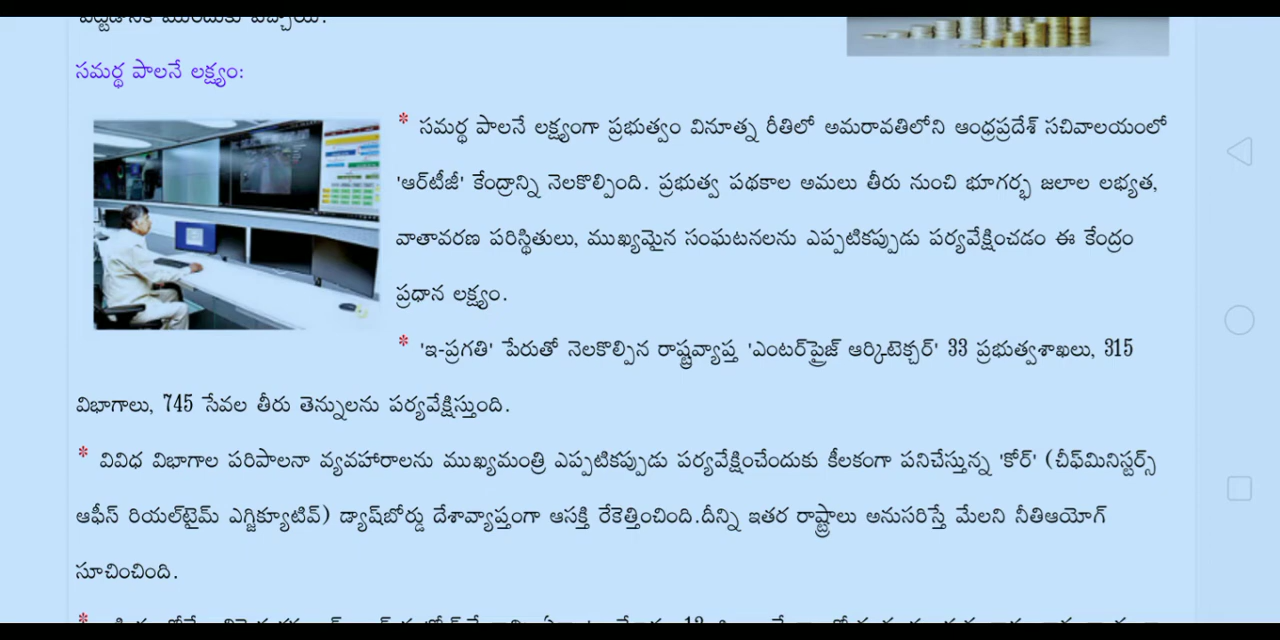 సమర్థ పాలనే లక్ష్యం:
* సమర్థ పాలనే లక్ష్యంగా ప్రభుత్వం వినూత్న రీతిలో అమరావతిలోని ఆంధ్రప్రదేశ్ సచివాలయంలో
'ఆర్‌టీజీ' కేంద్రాన్ని నెలకొల్పింది. ప్రభుత్వ పథకాల అమలు తీరు నుంచి భూగర్భ జలాల లభ్యత,
వాతావరణ పరిస్థితులు, ముఖ్యమైన సంఘటనలను ఎప్పటికప్పుడు పర్యవేక్షించడం ఈ కేంద్రం
ప్రధాన లక్ష్యం.
* 'ఇ-ప్రగతి' పేరుతో నెలకొల్పిన రాష్ట్రవ్యాప్త 'ఎంటర్‌ప్రైజ్ ఆర్కిటెక్చర్' 33 ప్రభుత్వశాఖలు, 315
విభాగాలు, 745 సేవల తీరు తెన్నులను పర్యవేక్షిస్తుంది.
* వివిధ విభాగాల పరిపాలనా వ్యవహారాలను ముఖ్యమంత్రి ఎప్పటికప్పుడు పర్యవేక్షించేందుకు కీలకంగా పనిచేస్తున్న 'కోర్' (చీఫ్‌మినిస్టర్స్
ఆఫీస్ రియల్‌టైమ్ ఎగ్జిక్యూటివ్) డ్యాష్‌బోర్డు దేశావ్యాప్తంగా ఆసక్తి రేకెత్తించింది.దీన్ని ఇతర రాష్ట్రాలు అనుసరిస్తే మేలని నీతిఆయోగ్
సూచించింది.